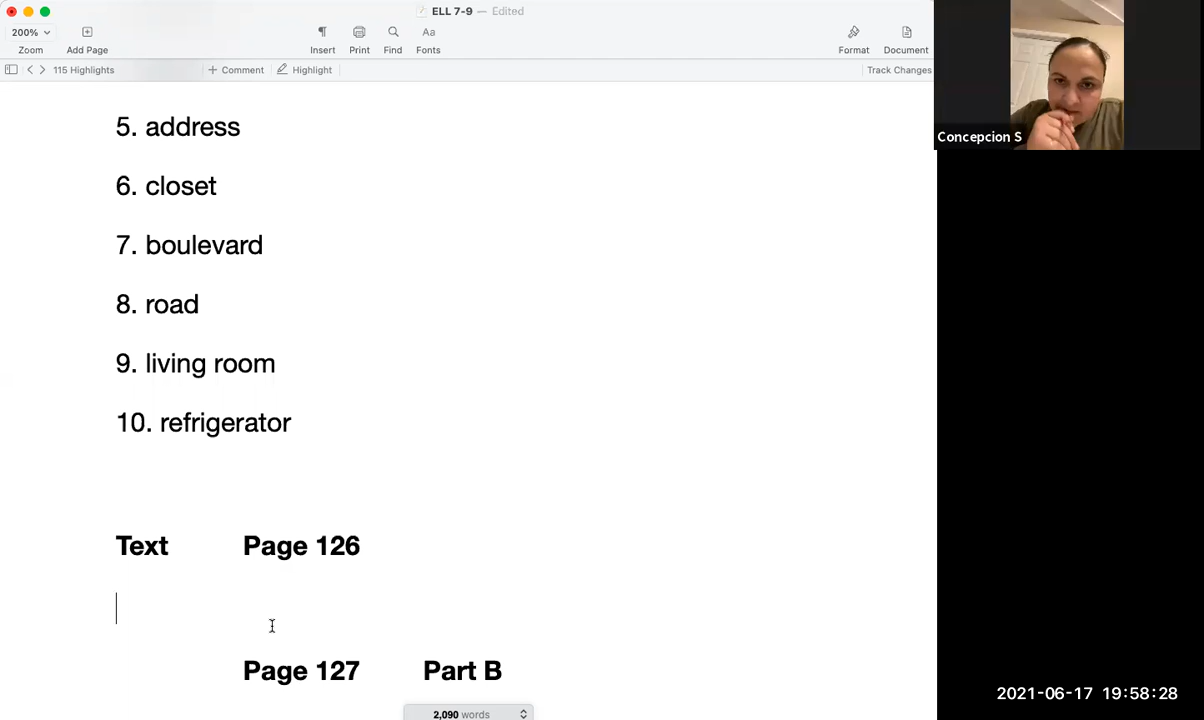 ELL 7-9 — Edited
200%
Zoom
Add Page
Insert
Print
Find
Aa
Fonts
Format
Document
115 Highlights
+ Comment
Highlight
Track Changes
Concepcion S
5. address
6. closet
7. boulevard
8. road
9. living room
10. refrigerator
Text Page 126
Page 127 Part B
2,090 words
2021-06-17 19:58:28